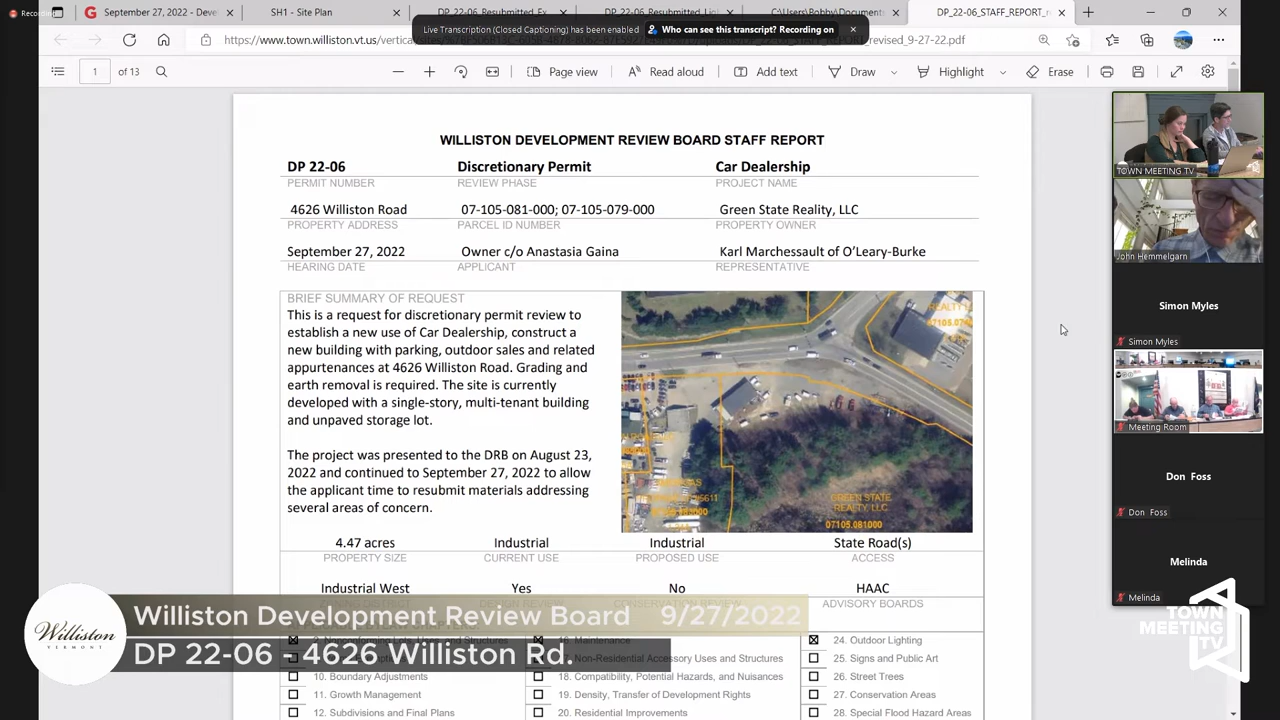 Recording
September 27, 2022 - Deve
SH1 - Site Plan
DP_22-06_Resubmitted_Ex
DP_22-06_Resubmitted_Ligh
C:\Users\Bobby\Documents
DP_22-06_STAFF_REPORT_r
Live Transcription (Closed Captioning) has been enabled
Who can see this transcript? Recording on
https://www.town.williston.vt.us/vertical
revised_9-27-22.pdf
1 of 13
Page view
Read aloud
Add text
Draw
Highlight
Erase
WILLISTON DEVELOPMENT REVIEW BOARD STAFF REPORT
DP 22-06 Discretionary Permit Car Dealership
PERMIT NUMBER REVIEW PHASE PROJECT NAME
4626 Williston Road 07-105-081-000; 07-105-079-000 Green State Reality, LLC
PROPERTY ADDRESS PARCEL ID NUMBER PROPERTY OWNER
September 27, 2022 Owner c/o Anastasia Gaina Karl Marchessault of O’Leary-Burke
HEARING DATE APPLICANT REPRESENTATIVE
BRIEF SUMMARY OF REQUEST
This is a request for discretionary permit review to
establish a new use of Car Dealership, construct a
new building with parking, outdoor sales and related
appurtenances at 4626 Williston Road. Grading and
earth removal is required. The site is currently
developed with a single-story, multi-tenant building
and unpaved storage lot.
The project was presented to the DRB on August 23,
2022 and continued to September 27, 2022 to allow
the applicant time to resubmit materials addressing
several areas of concern.
GREEN STATE
REALTY, LLC
07105.081000
4.47 acres Industrial Industrial State Road(s)
PROPERTY SIZE CURRENT USE PROPOSED USE ACCESS
Industrial West Yes No HAAC
ADVISORY BOARDS
16. Maintenance
24. Outdoor Lighting
Non-Residential Accessory Uses and Structures
25. Signs and Public Art
10. Boundary Adjustments
18. Compatibility, Potential Hazards, and Nuisances
26. Street Trees
11. Growth Management
19. Density, Transfer of Development Rights
27. Conservation Areas
12. Subdivisions and Final Plans
20. Residential Improvements
28. Special Flood Hazard Areas
TOWN MEETING TV
John Hemmelgarn
Simon Myles
Simon Myles
Meeting Room
Don Foss
Don Foss
Melinda
Melinda
Williston
VERMONT
Williston Development Review Board 9/27/2022
DP 22-06 - 4626 Williston Rd.
TOWN
MEETING
TV